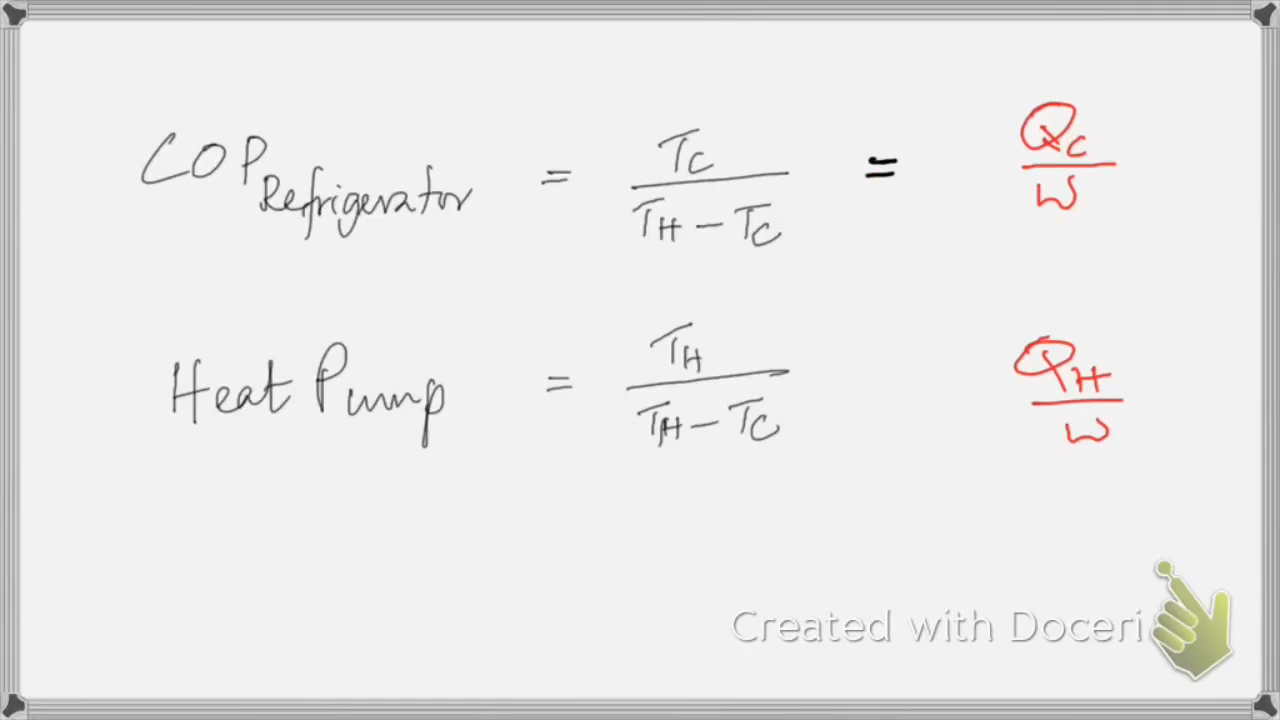 COP Refrigerator = TC / (TH - TC) = QC / W
Heat Pump = TH / (TH - TC) QH / W
Created with Doceri